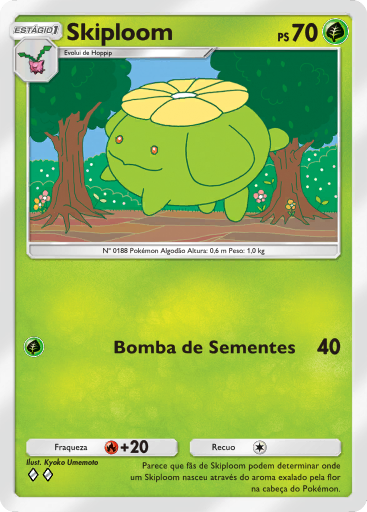 ESTÁGIO 1
Skiploom
PS 70
Evolui de Hoppip
Nº 0188 Pokémon Algodão Altura: 0,6 m Peso: 1,0 kg
Bomba de Sementes 40
Fraqueza +20
Recuo
Ilust. Kyoko Umemoto
Parece que fãs de Skiploom podem determinar onde
um Skiploom nasceu através do aroma exalado pela flor
na cabeça do Pokémon.